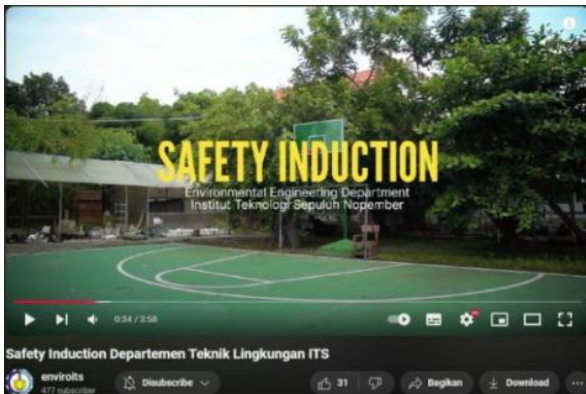 SAFETY INDUCTION
Environmental Engineering Department
Institut Teknologi Sepuluh Nopember
0:34 / 3:58
Safety Induction Departemen Teknik Lingkungan ITS
envirolts
Disubscribe
31
Bagikan
Download
477 subscriber